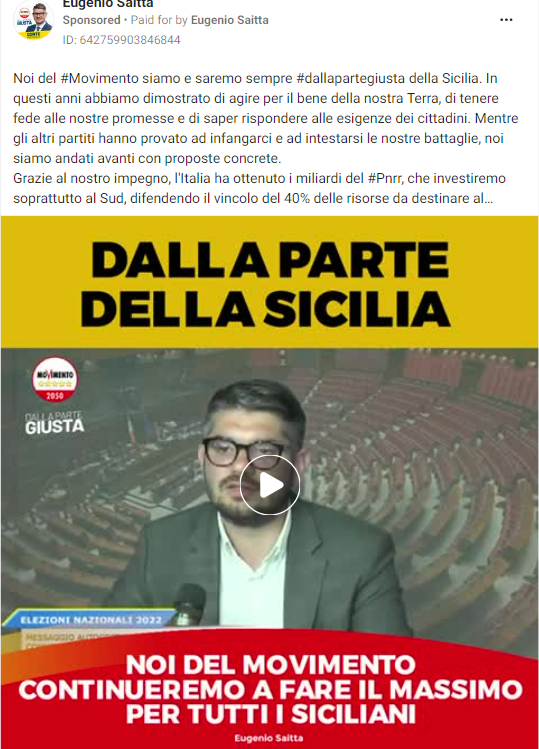 Eugenio Saitta
Sponsored • Paid for by Eugenio Saitta
ID: 642759903846844
Noi del #Movimento siamo e saremo sempre #dallapartegiusta della Sicilia. In
questi anni abbiamo dimostrato di agire per il bene della nostra Terra, di tenere
fede alle nostre promesse e di saper rispondere alle esigenze dei cittadini. Mentre
gli altri partiti hanno provato ad infangarci e ad intestarsi le nostre battaglie, noi
siamo andati avanti con proposte concrete.
Grazie al nostro impegno, l'Italia ha ottenuto i miliardi del #Pnrr, che investiremo
soprattutto al Sud, difendendo il vincolo del 40% delle risorse da destinare al...
DALLA PARTE
DELLA SICILIA
MOVIMENTO
2050
DALLA PARTE
GIUSTA
ELEZIONI NAZIONALI 2022
NOI DEL MOVIMENTO
CONTINUEREMO A FARE IL MASSIMO
PER TUTTI I SICILIANI
Eugenio Saitta